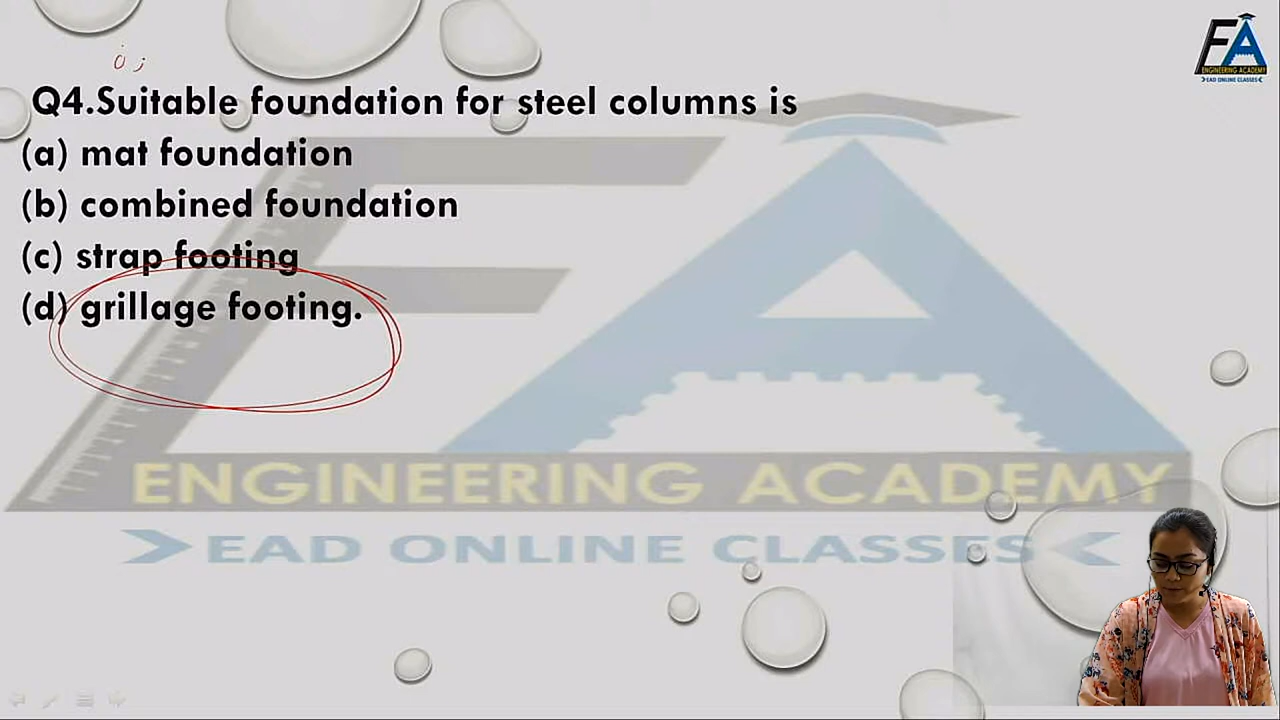 EA
ENGINEERING ACADEMY
EAD ONLINE CLASSES
Q4.Suitable foundation for steel columns is
(a) mat foundation
(b) combined foundation
(c) strap footing
(d) grillage footing.
ENGINEERING ACADEMY
EAD ONLINE CLASSES